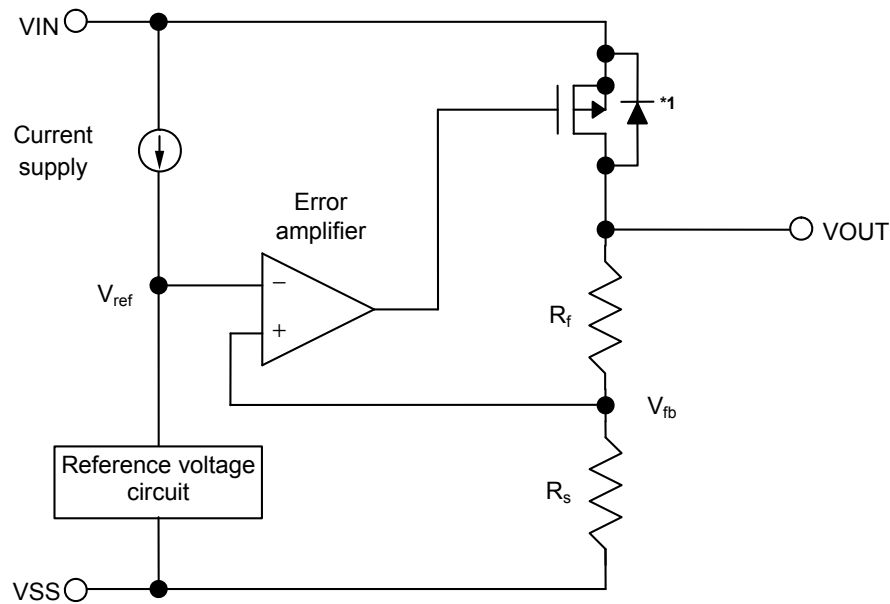 VIN
*1
Current
supply
Error
amplifier
VOUT
Vref
−
+
Rf
Vfb
Reference voltage
circuit
Rs
VSS